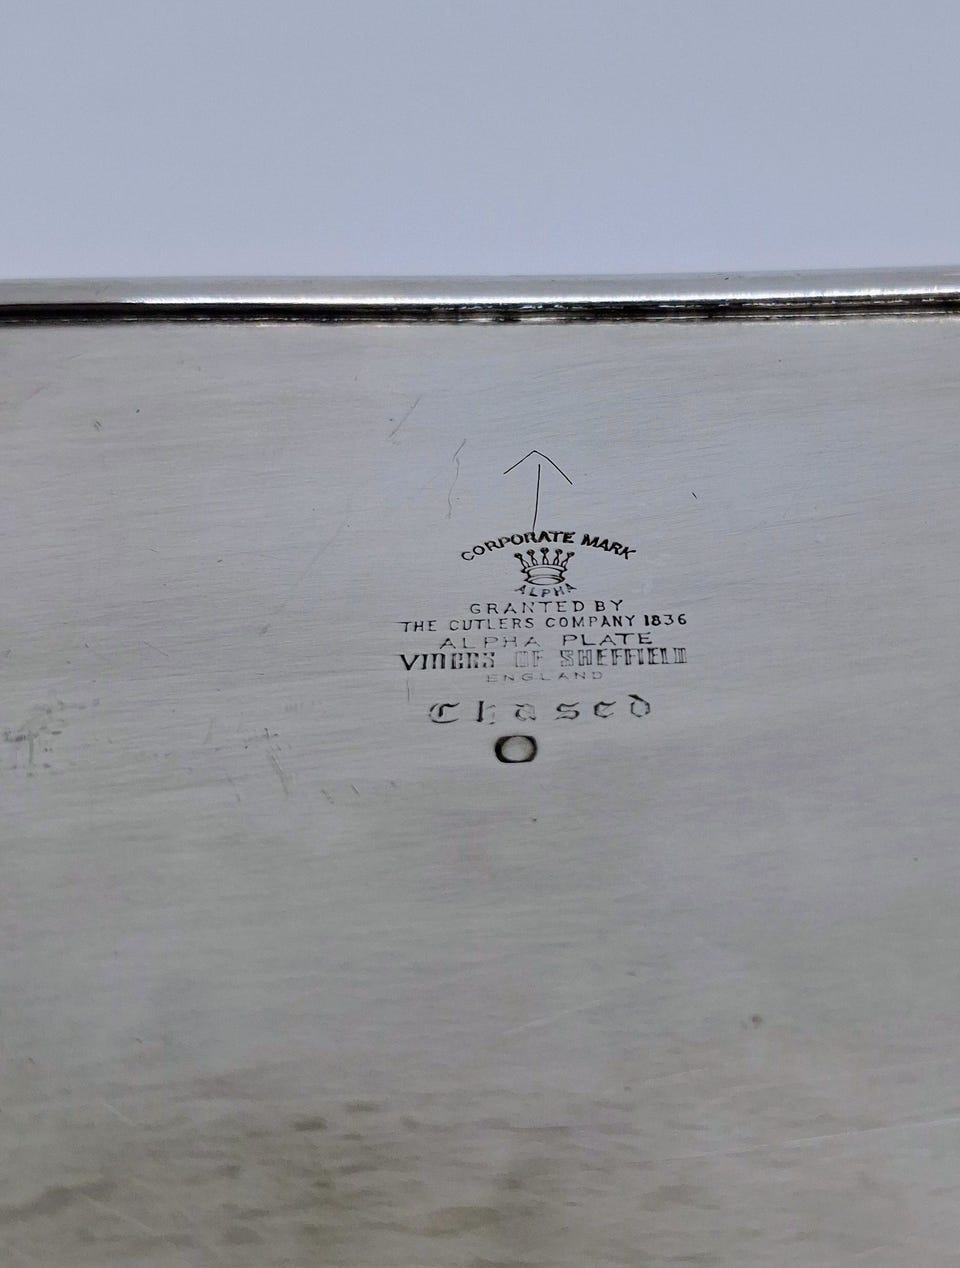 CORPORATE MARK
ALPHA
GRANTED BY
THE CUTLERS COMPANY 1836
ALPHA PLATE
VINERS OF SHEFFIELD
ENGLAND
Chased
O